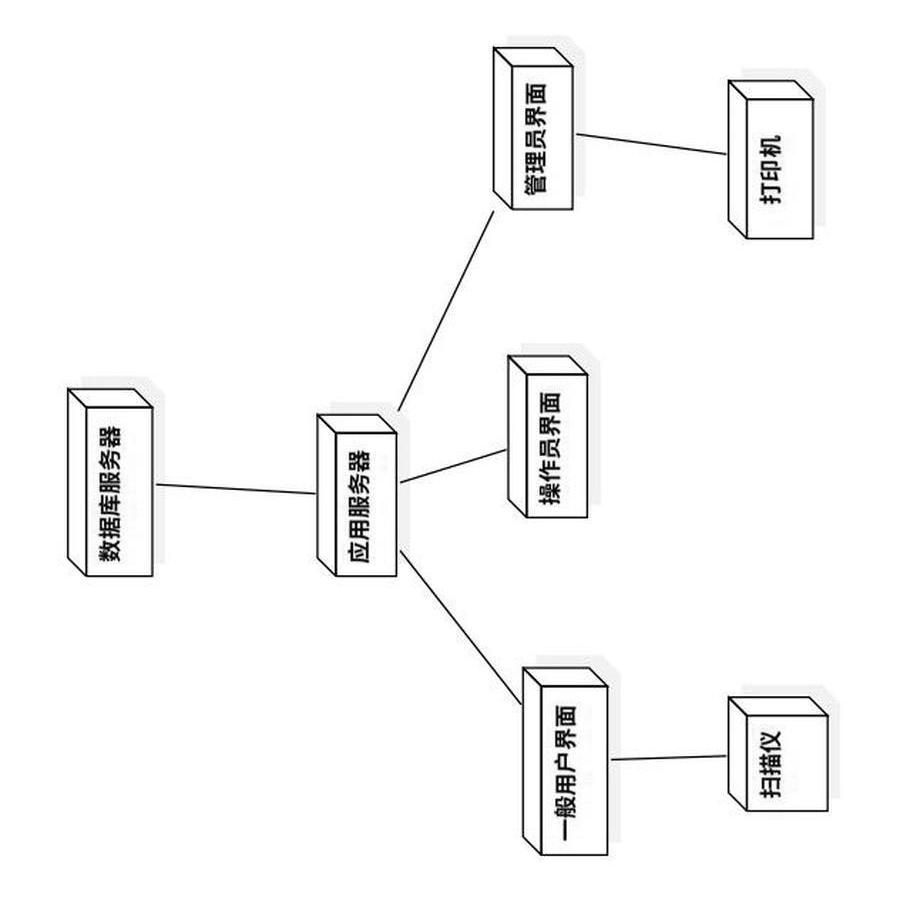 数据库服务器
应用服务器
管理员界面
操作员界面
一般用户界面
打印机
扫描仪